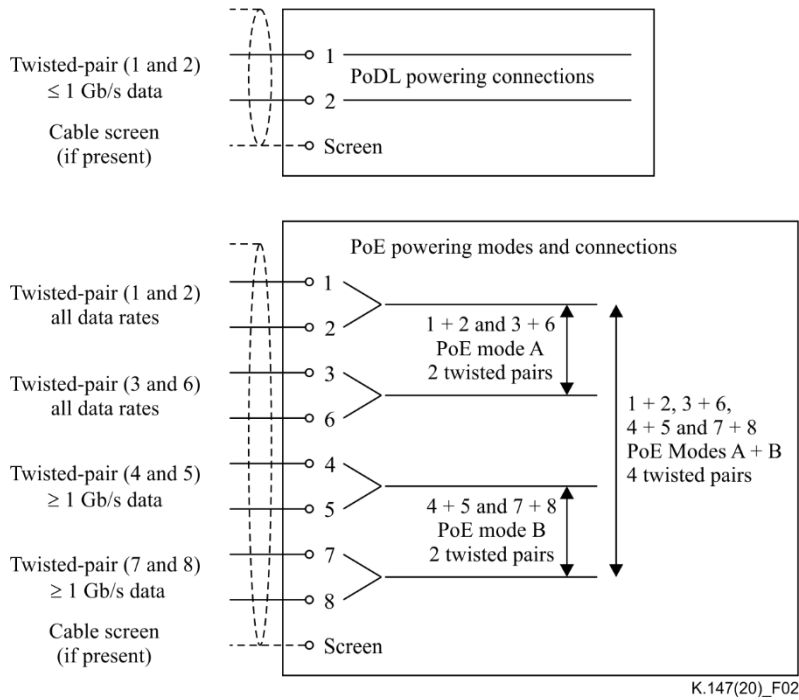 Twisted-pair (1 and 2)
≤ 1 Gb/s data
Cable screen
(if present)
1
PoDL powering connections
2
Screen
PoE powering modes and connections
Twisted-pair (1 and 2)
all data rates
Twisted-pair (3 and 6)
all data rates
Twisted-pair (4 and 5)
≥ 1 Gb/s data
Twisted-pair (7 and 8)
≥ 1 Gb/s data
Cable screen
(if present)
1
2
3
6
4
5
7
8
Screen
1 + 2 and 3 + 6
PoE mode A
2 twisted pairs
4 + 5 and 7 + 8
PoE mode B
2 twisted pairs
1 + 2, 3 + 6,
4 + 5 and 7 + 8
PoE Modes A + B
4 twisted pairs
K.147(20)_F02